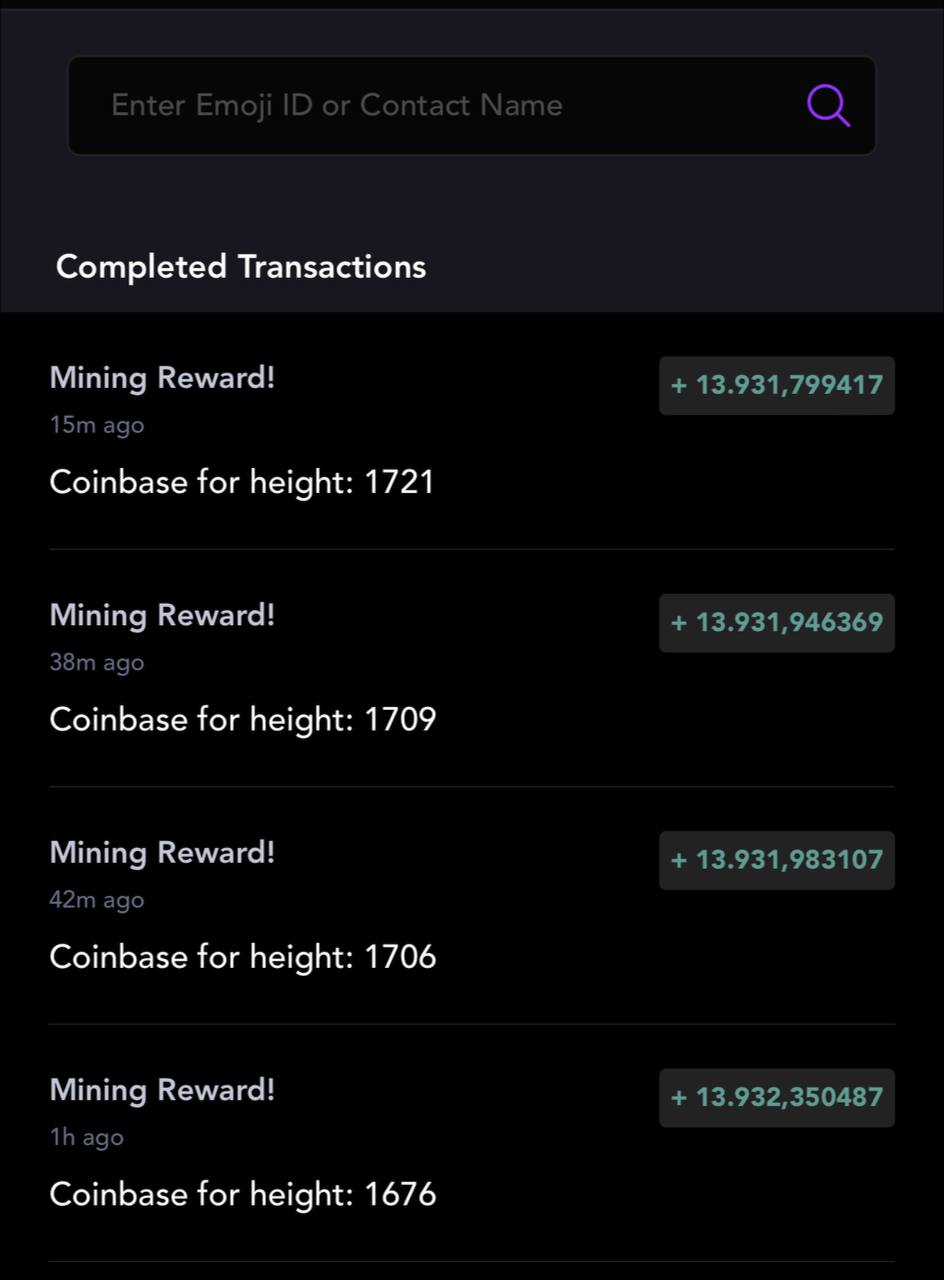 Enter Emoji ID or Contact Name
Completed Transactions
Mining Reward!
+ 13.931,799417
15m ago
Coinbase for height: 1721
Mining Reward!
+ 13.931,946369
38m ago
Coinbase for height: 1709
Mining Reward!
+ 13.931,983107
42m ago
Coinbase for height: 1706
Mining Reward!
+ 13.932,350487
1h ago
Coinbase for height: 1676